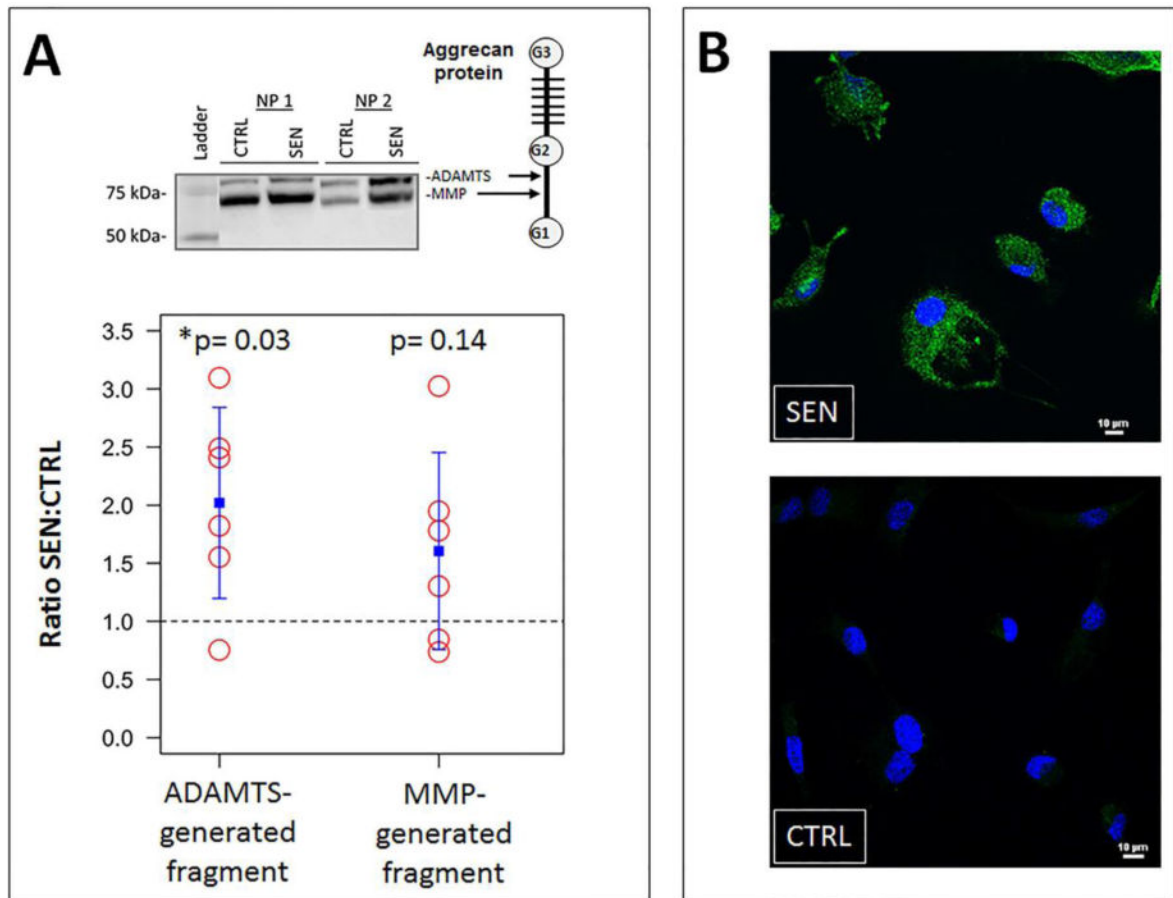 A
Aggrecan
protein
G3
G2
G1
NP 1
NP 2
Ladder
CTRL
SEN
CTRL
SEN
75 kDa-
50 kDa-
-ADAMTS
-MMP
*p= 0.03
p= 0.14
Ratio SEN:CTRL
3.5
3.0
2.5
2.0
1.5
1.0
0.5
0.0
ADAMTS-
generated
fragment
MMP-
generated
fragment
B
SEN
10 µm
CTRL
10 µm